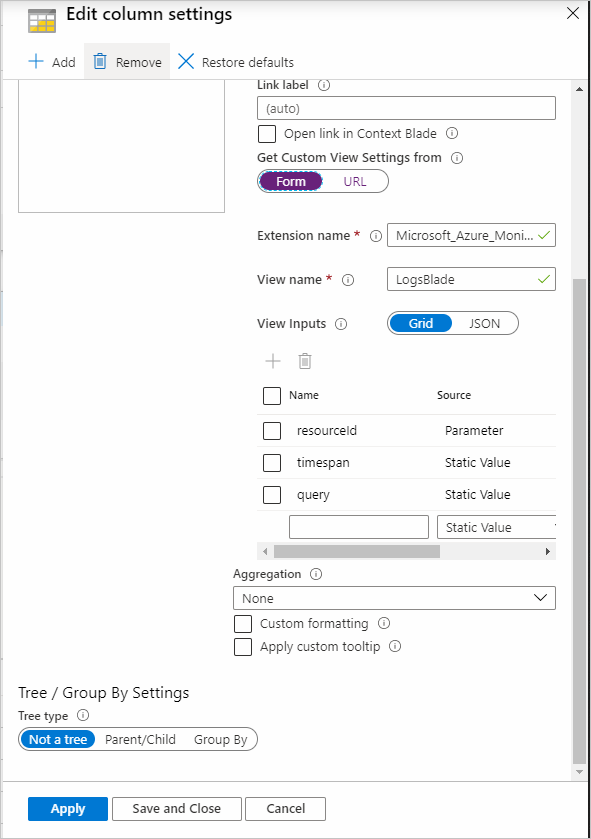 Edit column settings
Add Remove Restore defaults
Link label
(auto)
Open link in Context Blade
Get Custom View Settings from
Form URL
Extension name * Microsoft_Azure_Moni...
View name * LogsBlade
View Inputs Grid JSON
Name Source
resourceId Parameter
timespan Static Value
query Static Value
Static Value
Aggregation
None
Custom formatting
Apply custom tooltip
Tree / Group By Settings
Tree type
Not a tree Parent/Child Group By
Apply Save and Close Cancel